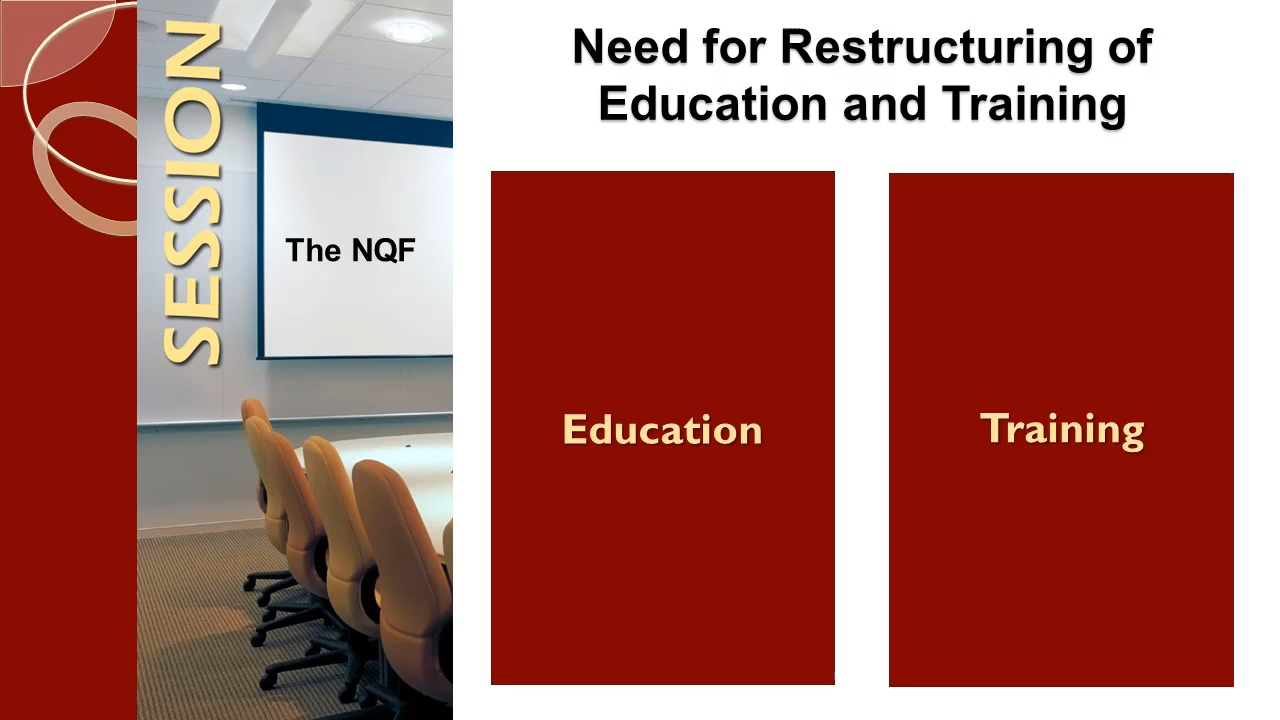 SESSION
The NQF
Need for Restructuring of
Education and Training
Education
Training